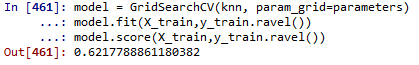 In [461]: model = GridSearchCV(knn, param_grid=parameters)
...: model.fit(X_train,y_train.ravel())
...: model.score(X_train,y_train.ravel())
Out[461]: 0.6217788861180382